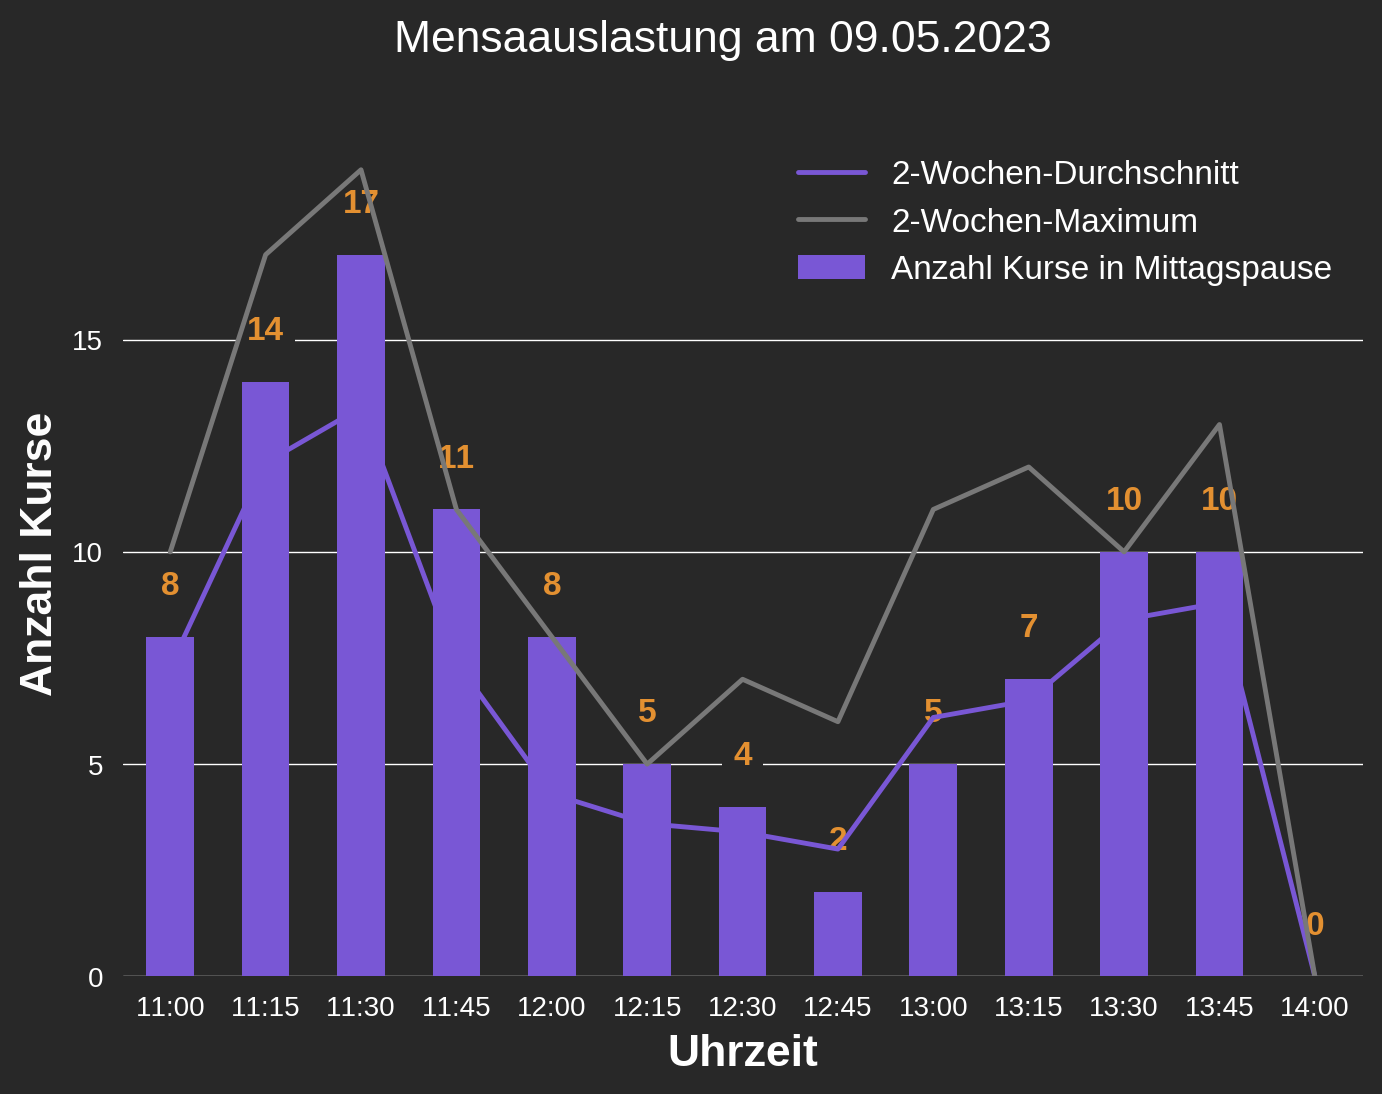 Mensaauslastung am 09.05.2023
2-Wochen-Durchschnitt
2-Wochen-Maximum
Anzahl Kurse in Mittagspause
Anzahl Kurse
15
10
5
0
8
14
17
11
8
5
4
2
5
7
10
10
0
11:00 11:15 11:30 11:45 12:00 12:15 12:30 12:45 13:00 13:15 13:30 13:45 14:00
Uhrzeit